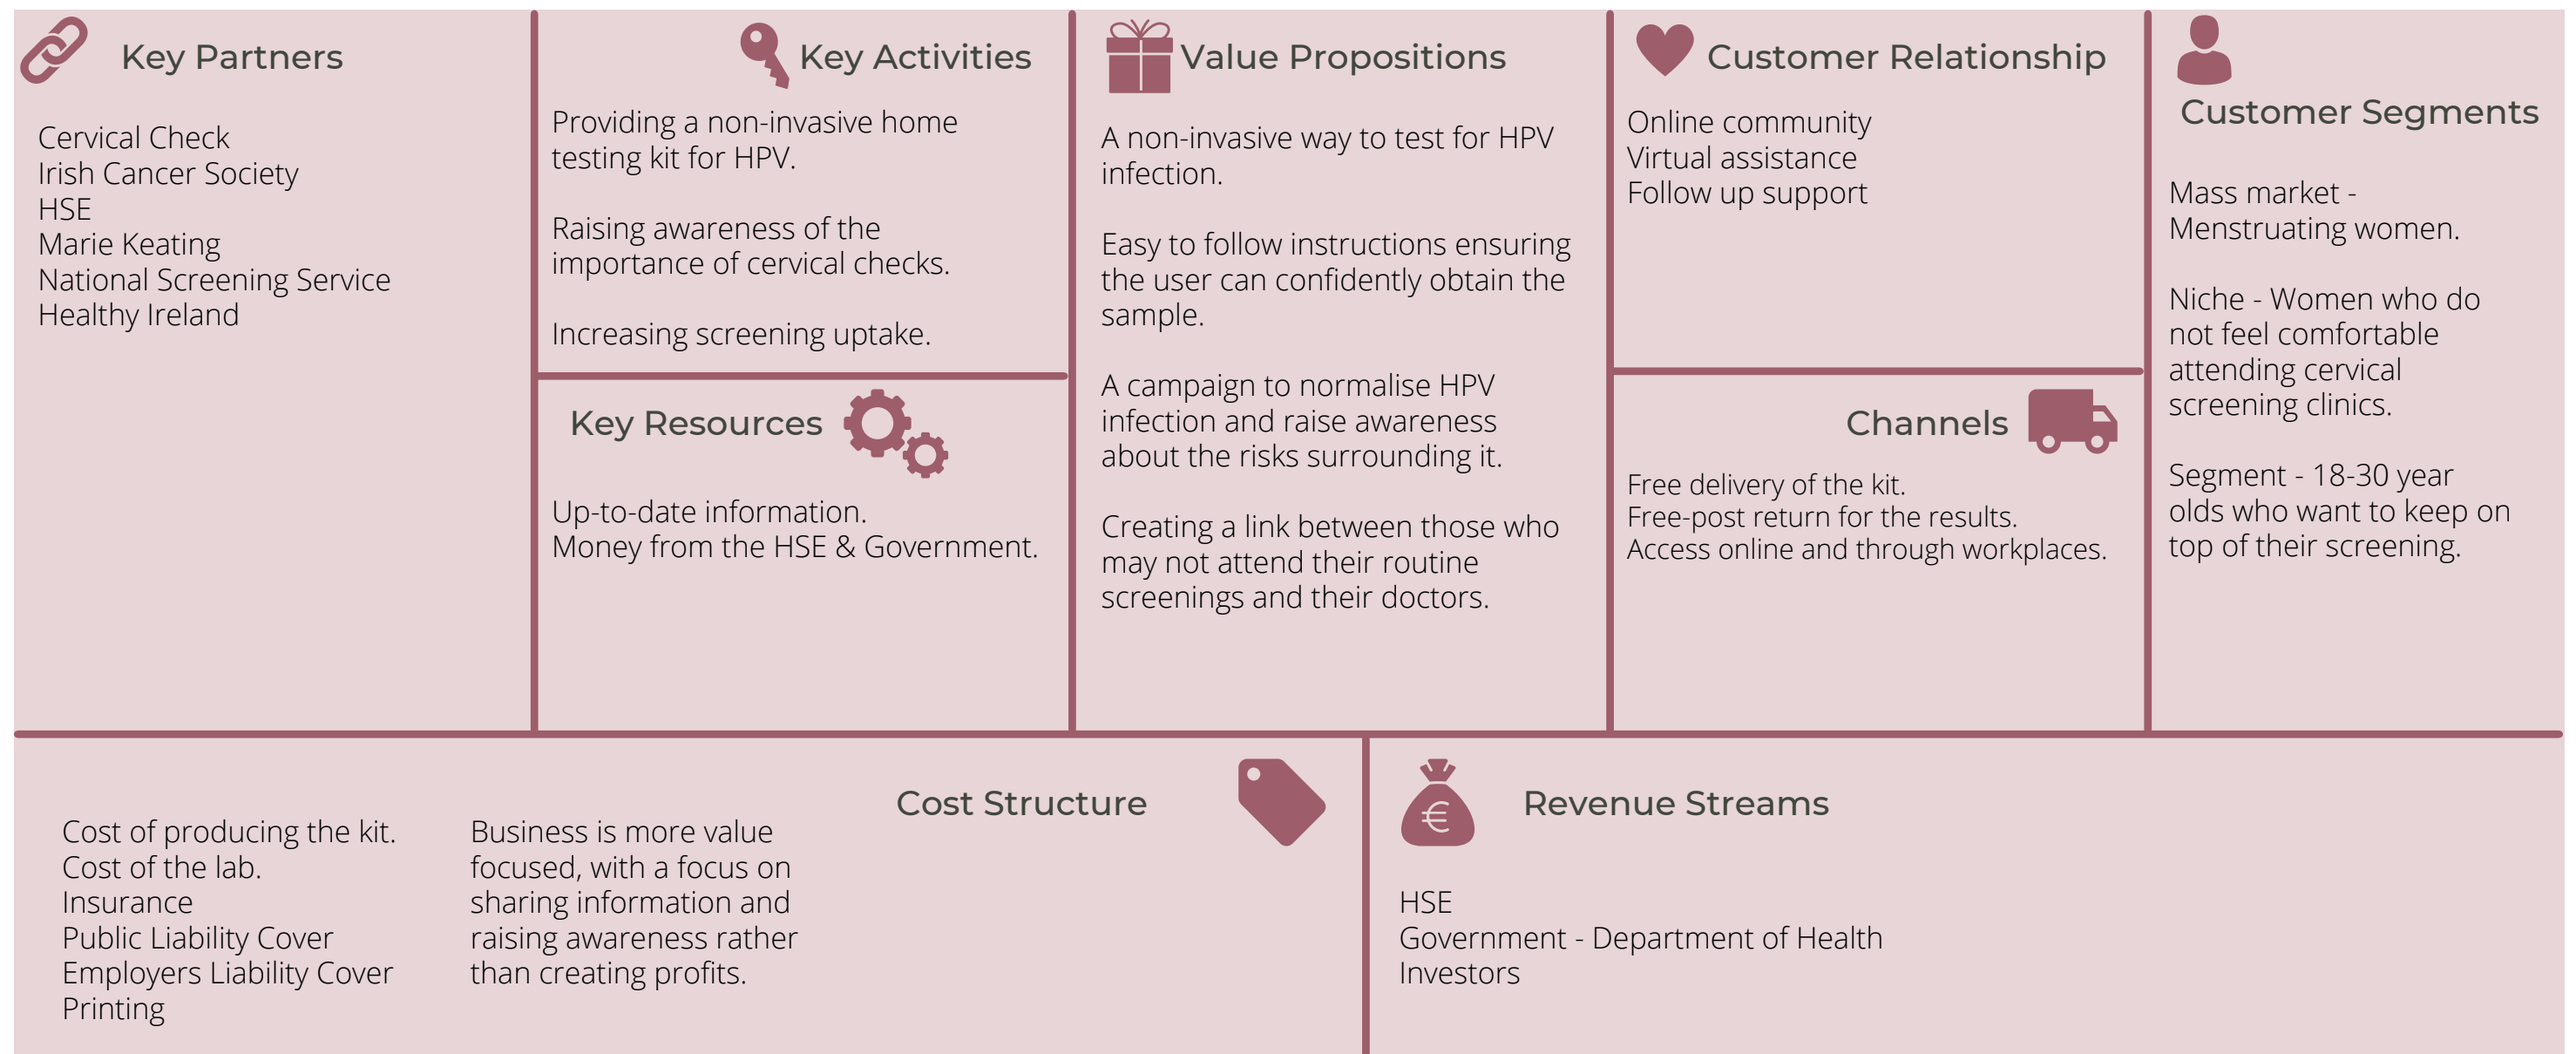 Key Partners
Cervical Check
Irish Cancer Society
HSE
Marie Keating
National Screening Service
Healthy Ireland
Key Activities
Providing a non-invasive home
testing kit for HPV.
Raising awareness of the
importance of cervical checks.
Increasing screening uptake.
Key Resources
Up-to-date information.
Money from the HSE & Government.
Value Propositions
A non-invasive way to test for HPV
infection.
Easy to follow instructions ensuring
the user can confidently obtain the
sample.
A campaign to normalise HPV
infection and raise awareness
about the risks surrounding it.
Creating a link between those who
may not attend their routine
screenings and their doctors.
Customer Relationship
Online community
Virtual assistance
Follow up support
Channels
Free delivery of the kit.
Free-post return for the results.
Access online and through workplaces.
Customer Segments
Mass market -
Menstruating women.
Niche - Women who do
not feel comfortable
attending cervical
screening clinics.
Segment - 18-30 year
olds who want to keep on
top of their screening.
Cost Structure
Cost of producing the kit.
Cost of the lab.
Insurance
Public Liability Cover
Employers Liability Cover
Printing
Business is more value
focused, with a focus on
sharing information and
raising awareness rather
than creating profits.
€
Revenue Streams
HSE
Government - Department of Health
Investors